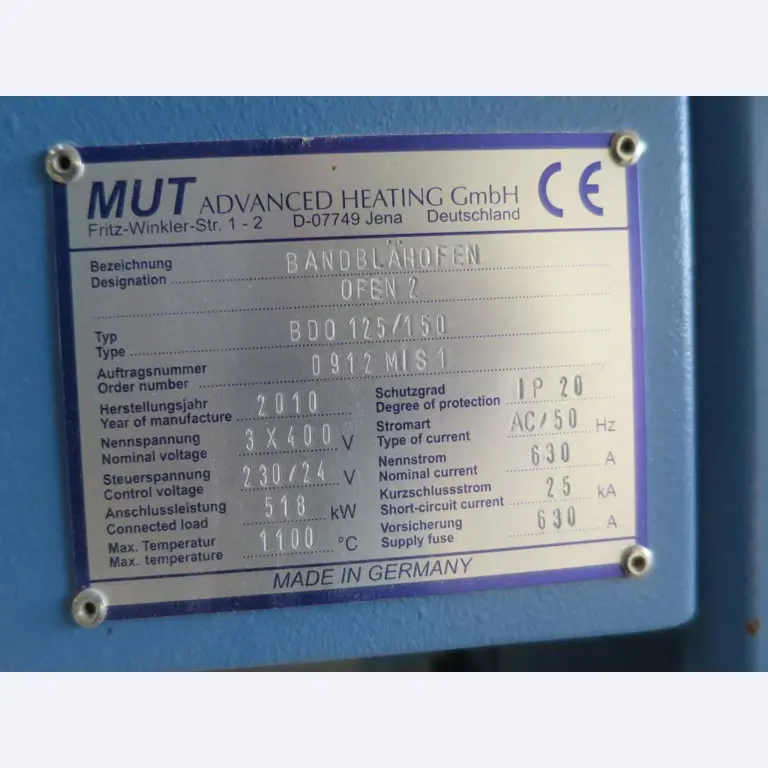 MUT ADVANCED HEATING GmbH CE
Fritz-Winkler-Str. 1 - 2 D-07749 Jena Deutschland
Bezeichnung BANDBLÄHOFEN
Designation OFEN 2
Typ BDO 125/150
Type
Auftragsnummer 0912 MIS1
Order number
Herstellungsjahr 2010
Year of manufacture
Nennspannung 3 X 400 V
Nominal voltage
Steuerspannung 230/24 V
Control voltage
Anschlussleistung 518 kW
Connected load
Max. Temperatur 1100 °C
Max. temperature
Schutzgrad IP 20
Degree of protection
Stromart AC/50 Hz
Type of current
Nennstrom 630 A
Nominal current
Kurzschlussstrom 25 kA
Short-circuit current
Vorsicherung 630 A
Supply fuse
MADE IN GERMANY